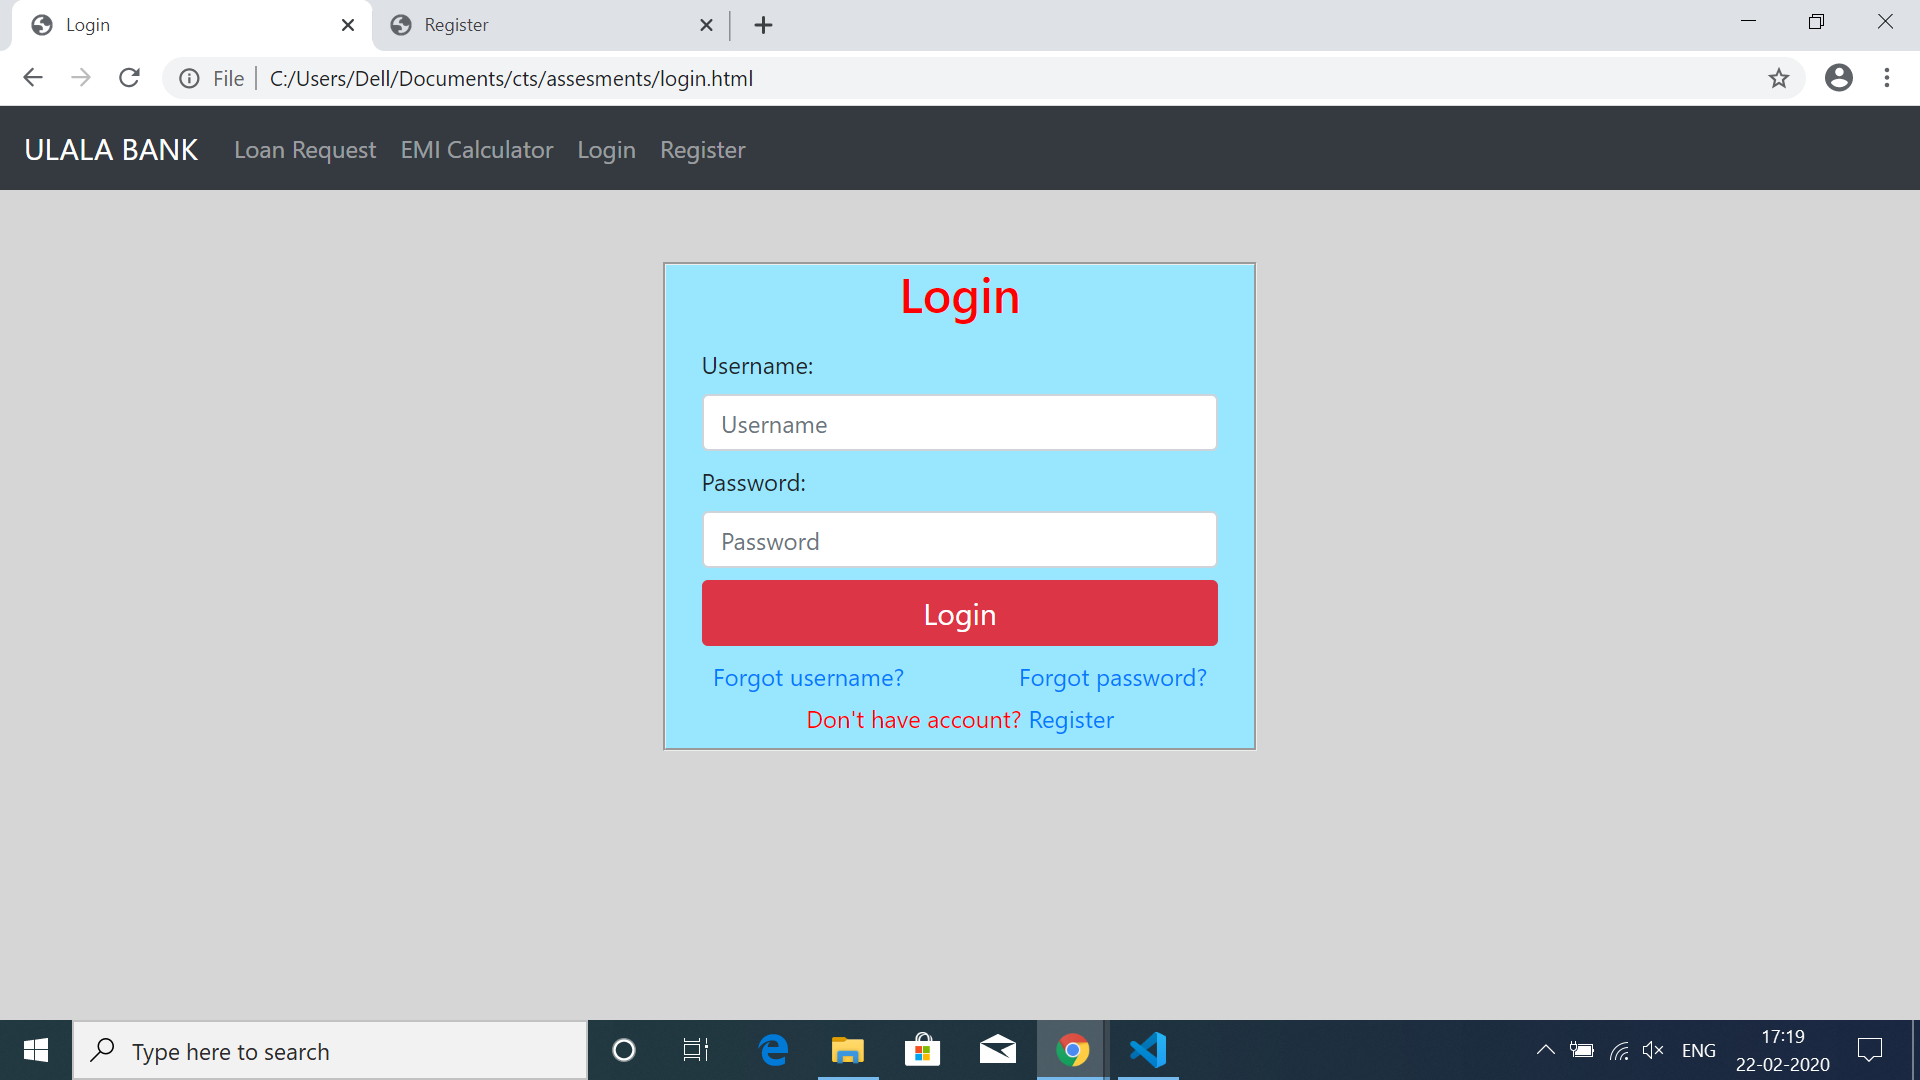 Login
Register
File
C:/Users/Dell/Documents/cts/assesments/login.html
ULALA BANK Loan Request EMI Calculator Login Register
Login
Username:
Username
Password:
Password
Login
Forgot username? Forgot password?
Don't have account? Register
Type here to search
ENG
17:19
22-02-2020